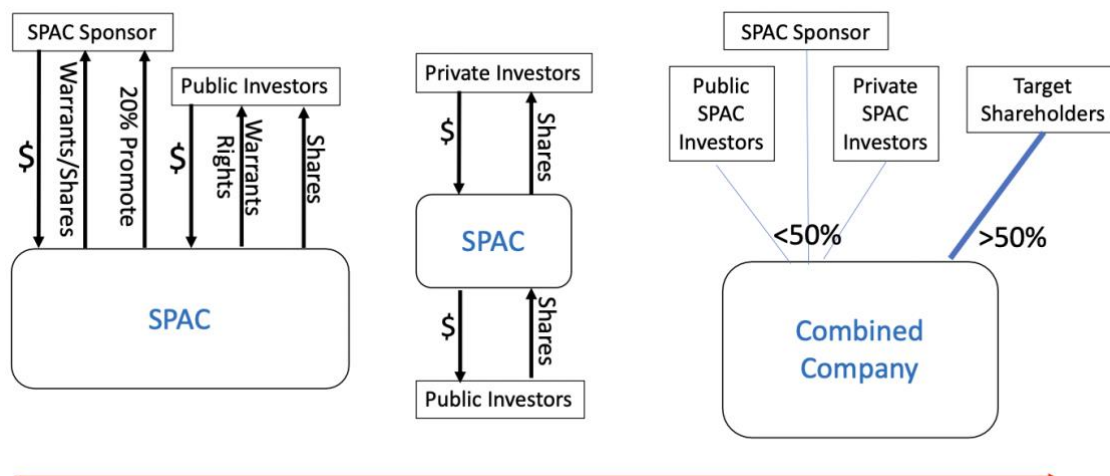 SPAC Sponsor
$
Warrants/Shares
20% Promote
Public Investors
$
Warrants
Rights
Shares
SPAC
Private Investors
$
Shares
SPAC
$
Shares
Public Investors
SPAC Sponsor
Public
SPAC
Investors
Private
SPAC
Investors
Target
Shareholders
<50%
>50%
Combined
Company